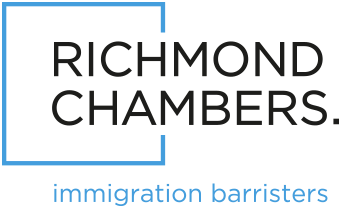 RICHMOND
CHAMBERS.
immigration barristers